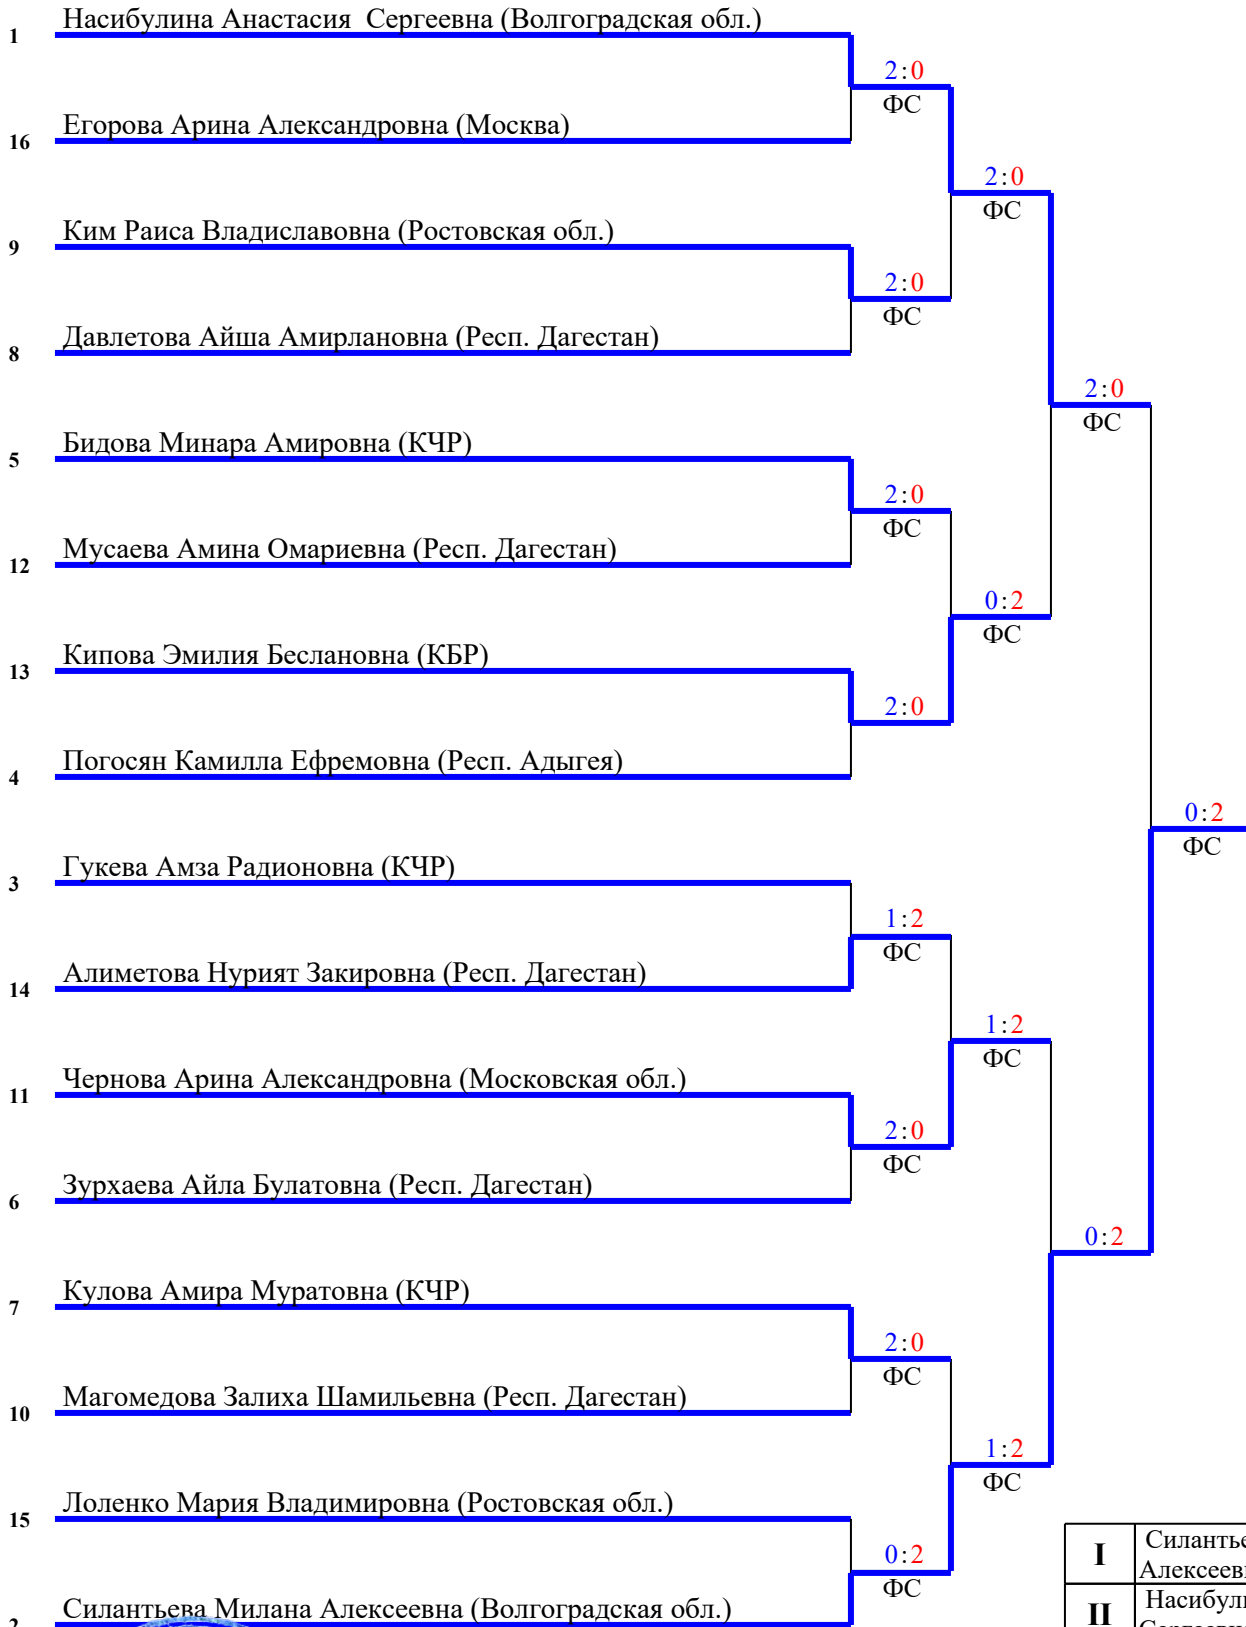 Насибулина Анастасия Сергеевна (Волгоградская обл.)
1
2:0
ФС
Егорова Арина Александровна (Москва)
16
2:0
ФС
Ким Раиса Владиславовна (Ростовская обл.)
9
2:0
ФС
Давлетова Айша Амирлановна (Респ. Дагестан)
8
2:0
ФС
Бидова Минара Амировна (КЧР)
5
2:0
ФС
Мусаева Амина Омариевна (Респ. Дагестан)
12
0:2
ФС
Кипова Эмилия Беслановна (КБР)
13
2:0
Погосян Камилла Ефремовна (Респ. Адыгея)
4
0:2
ФС
Гукева Амза Радионовна (КЧР)
3
1:2
ФС
Алиметова Нурият Закировна (Респ. Дагестан)
14
1:2
ФС
Чернова Арина Александровна (Московская обл.)
11
2:0
ФС
Зурхаева Айла Булатовна (Респ. Дагестан)
6
0:2
Кулова Амира Муратовна (КЧР)
7
2:0
ФС
Магомедова Залиха Шамильевна (Респ. Дагестан)
10
1:2
ФС
Лоленко Мария Владимировна (Ростовская обл.)
15
0:2
ФС
Силантьева Милана Алексеевна (Волгоградская обл.)
2
I
II